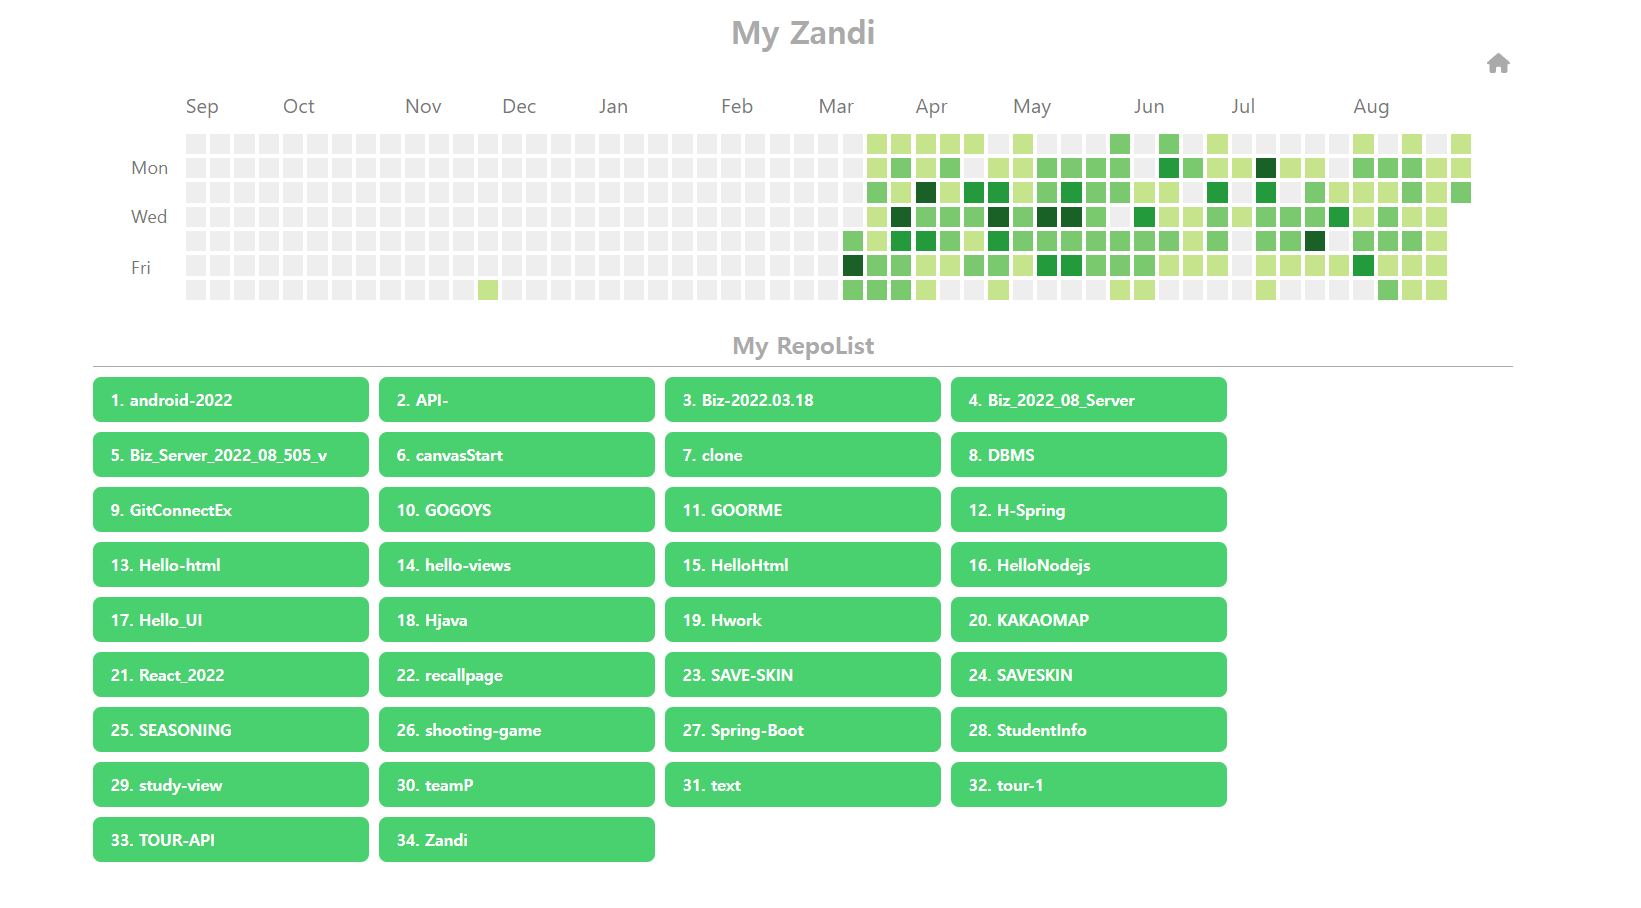 My Zandi
Sep Oct Nov Dec Jan Feb Mar Apr May Jun Jul Aug
Mon
Wed
Fri
My RepoList
1. android-2022 2. API- 3. Biz-2022.03.18 4. Biz_2022_08_Server
5. Biz_Server_2022_08_505_v 6. canvasStart 7. clone 8. DBMS
9. GitConnectEx 10. GOGOYS 11. GOORME 12. H-Spring
13. Hello-html 14. hello-views 15. HelloHtml 16. HelloNodejs
17. Hello_UI 18. Hjava 19. Hwork 20. KAKAOMAP
21. React_2022 22. recallpage 23. SAVE-SKIN 24. SAVESKIN
25. SEASONING 26. shooting-game 27. Spring-Boot 28. StudentInfo
29. study-view 30. teamP 31. text 32. tour-1
33. TOUR-API 34. Zandi